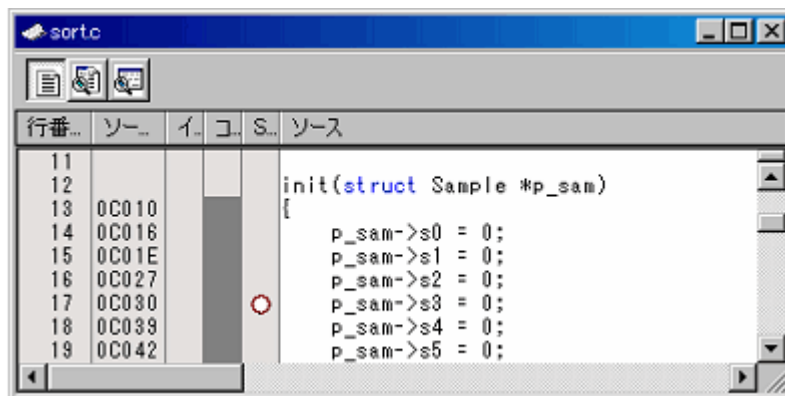 sort.c
行番... ソー... イ.. コ.. S... ソース
11
12 init(struct Sample *p_sam)
13 0C010 {
14 0C016 p_sam->s0 = 0;
15 0C01E p_sam->s1 = 0;
16 0C027 p_sam->s2 = 0;
17 0C030 p_sam->s3 = 0;
18 0C039 p_sam->s4 = 0;
19 0C042 p_sam->s5 = 0;